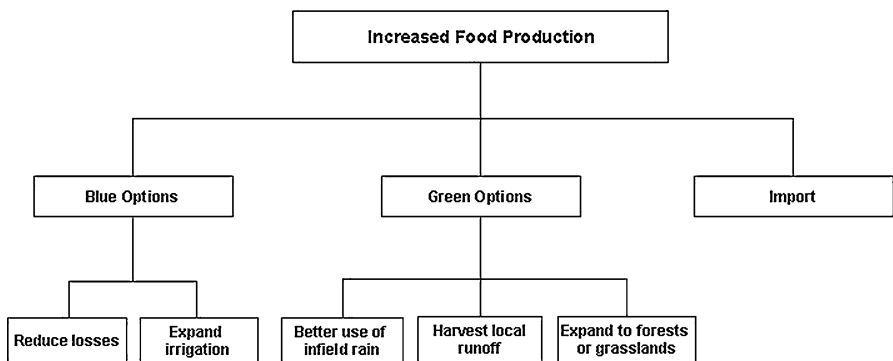 Increased Food Production
Blue Options
Green Options
Import
Reduce losses
Expand
irrigation
Better use of
infield rain
Harvest local
runoff
Expand to forests
or grasslands